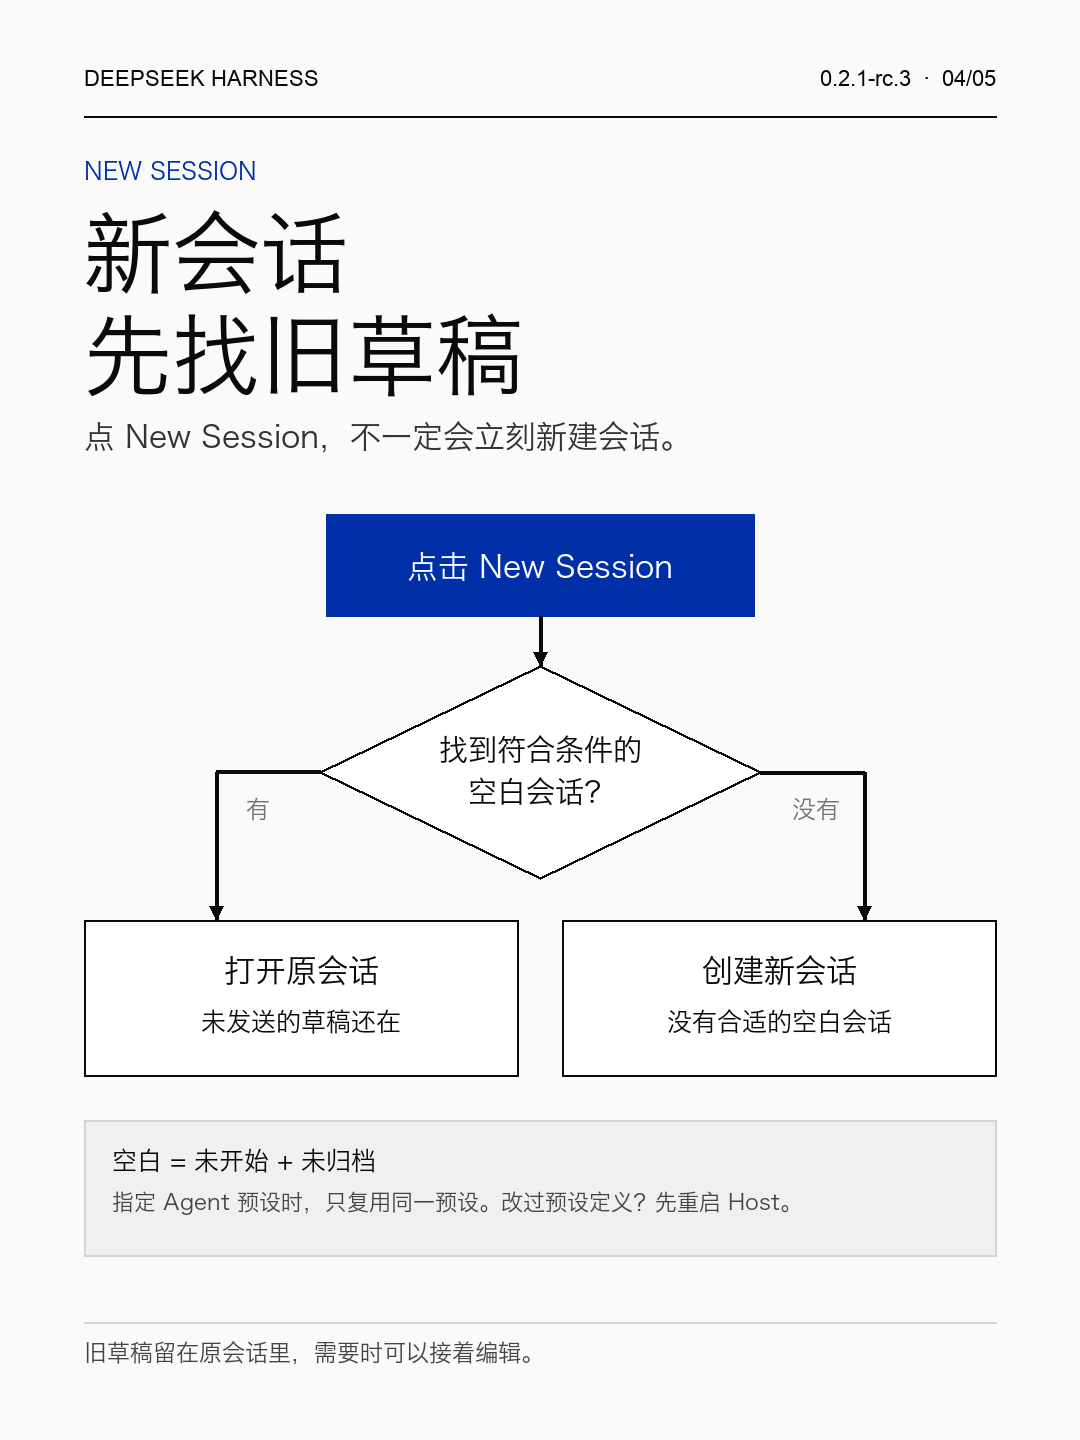 DEEPSEEK HARNESS
0.2.1-rc.3 · 04/05
NEW SESSION
新会话
先找旧草稿
点 New Session，不一定会立刻新建会话。
点击 New Session
找到符合条件的
空白会话？
有
没有
打开原会话
未发送的草稿还在
创建新会话
没有合适的空白会话
空白 = 未开始 + 未归档
指定 Agent 预设时，只复用同一预设。改过预设定义？先重启 Host。
旧草稿留在原会话里，需要时可以接着编辑。